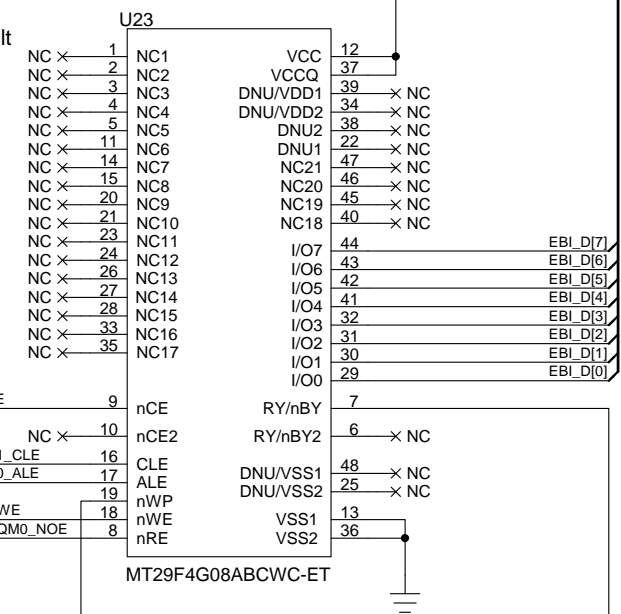 U23
lt
NC 1 NC1 VCC 12
NC 2 NC2 VCCQ 37
NC 3 NC3 DNU/VDD1 39 NC
NC 4 NC4 DNU/VDD2 34 NC
NC 5 NC5 DNU2 38 NC
NC 11 NC6 DNU1 22 NC
NC 14 NC7 NC21 47 NC
NC 15 NC8 NC20 46 NC
NC 20 NC9 NC19 45 NC
NC 21 NC10 NC18 40 NC
NC 23 NC11
I/O7 44 EBI_D[7]
NC 24 NC12
I/O6 43 EBI_D[6]
NC 26 NC13
I/O5 42 EBI_D[5]
NC 27 NC14
I/O4 41 EBI_D[4]
NC 28 NC15
I/O3 32 EBI_D[3]
NC 33 NC16
I/O2 31 EBI_D[2]
NC 35 NC17
I/O1 30 EBI_D[1]
I/O0 29 EBI_D[0]
E 9 nCE RY/nBY 7
NC 10 nCE2 RY/nBY2 6 NC
_CLE 16 CLE
DNU/VSS1 48 NC
0_ALE 17 ALE
DNU/VSS2 25 NC
19 nWP
WE 18 nWE VSS1 13
QM0_NOE 8 nRE VSS2 36
MT29F4G08ABCWC-ET